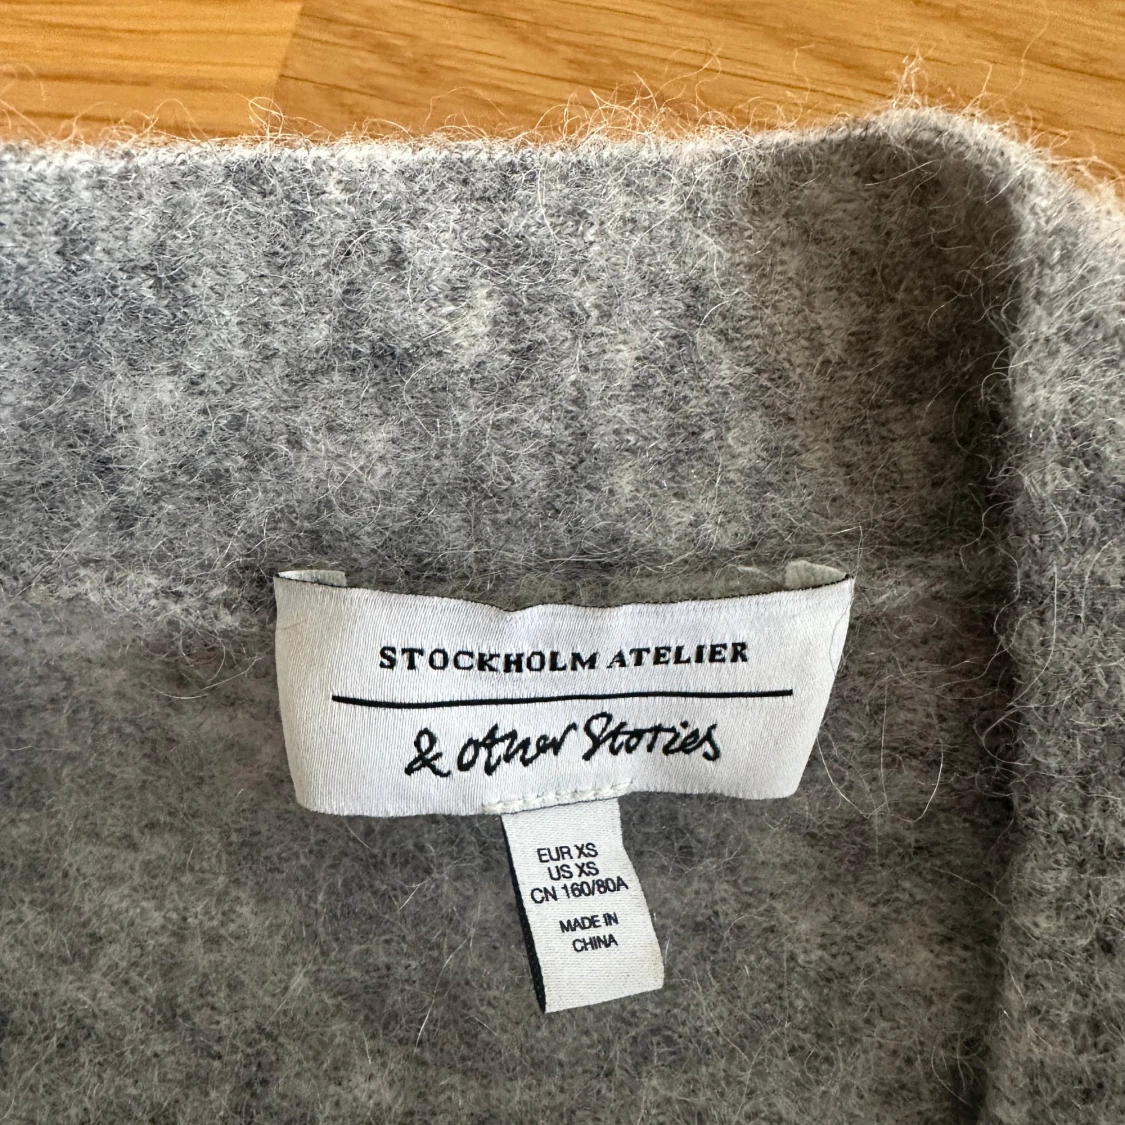 STOCKHOLM ATELIER
& other Stories
EUR XS
US XS
CN 160/80A
MADE IN
CHINA